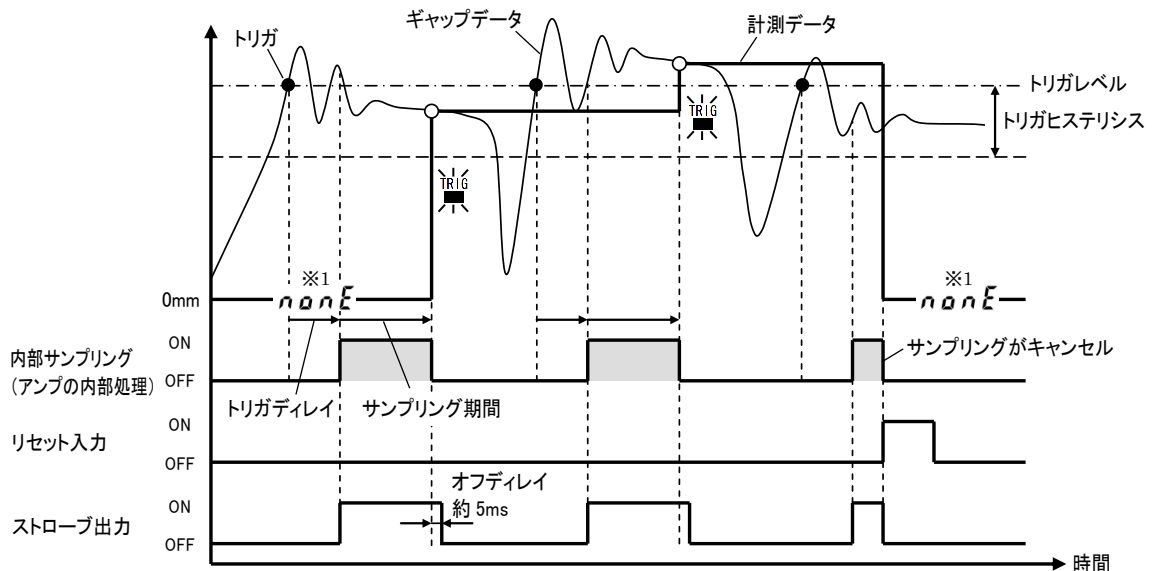 トリガ
ギャップデータ
計測データ
トリガレベル
トリガヒステリシス
TRIG
TRIG
※1
nonE
※1
nonE
0mm
内部サンプリング
(アンプの内部処理)
ON
OFF
サンプリングがキャンセル
トリガディレイ
サンプリング期間
リセット入力
ON
OFF
オフディレイ
約 5ms
ストローブ出力
ON
OFF
時間